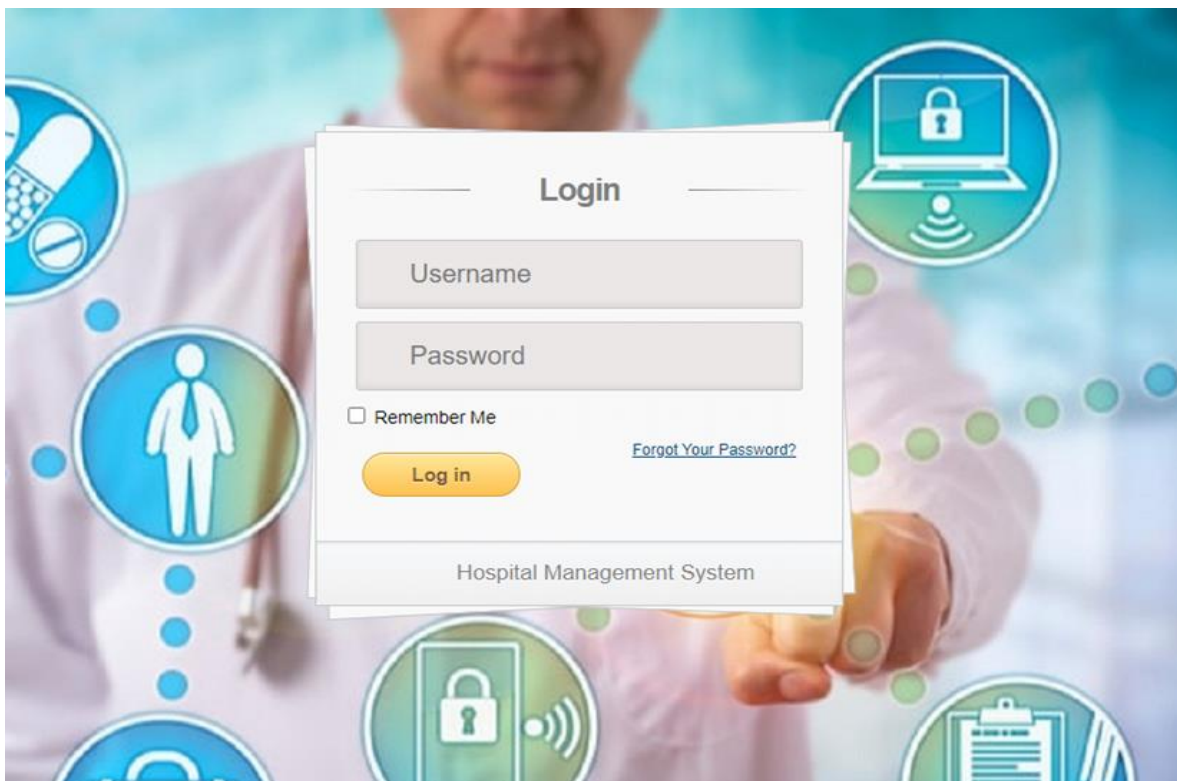 Login
Username
Password
Remember Me
Forgot Your Password?
Log in
Hospital Management System